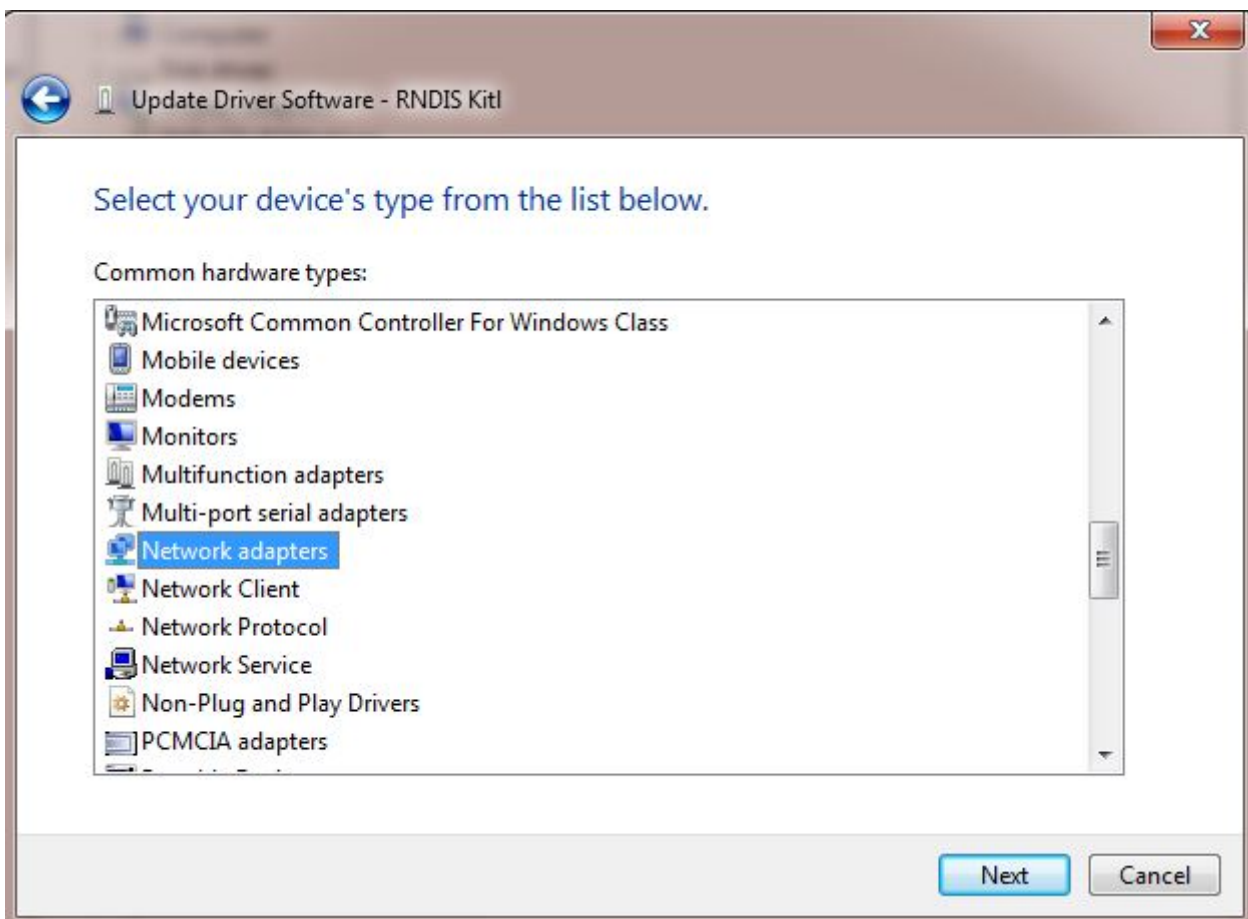 Update Driver Software - RNDIS Kitl
Select your device's type from the list below.
Common hardware types:
Microsoft Common Controller For Windows Class
Mobile devices
Modems
Monitors
Multifunction adapters
Multi-port serial adapters
Network adapters
Network Client
Network Protocol
Network Service
Non-Plug and Play Drivers
PCMCIA adapters
Next Cancel